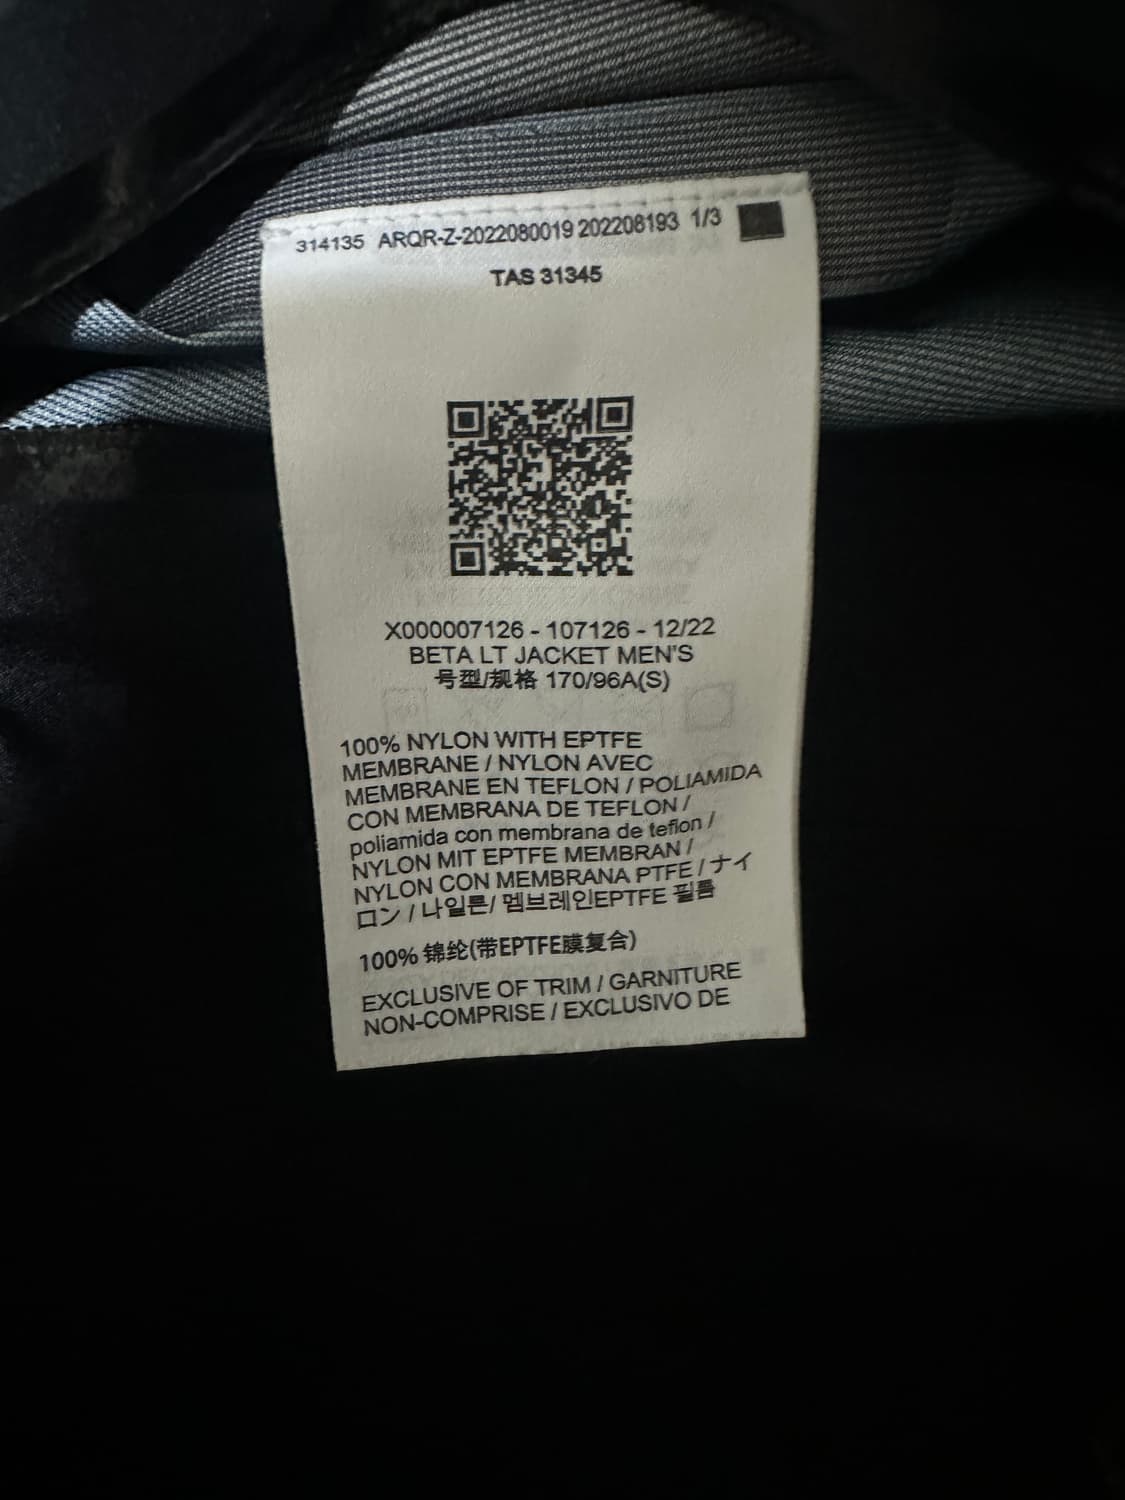 314135 ARQR-Z-2022080019 202208193 1/3
TAS 31345
X000007126 - 107126 - 12/22
BETA LT JACKET MEN'S
号型/规格 170/96A(S)
100% NYLON WITH EPTFE
MEMBRANE / NYLON AVEC
MEMBRANE EN TEFLON / POLIAMIDA
CON MEMBRANA DE TEFLON /
poliamida con membrana de teflon /
NYLON MIT EPTFE MEMBRAN /
NYLON CON MEMBRANA PTFE / ナイ
ロン / 나일론/ 멤브레인EPTFE 필름
100% 锦纶(带EPTFE膜复合)
EXCLUSIVE OF TRIM / GARNITURE
NON-COMPRISE / EXCLUSIVO DE